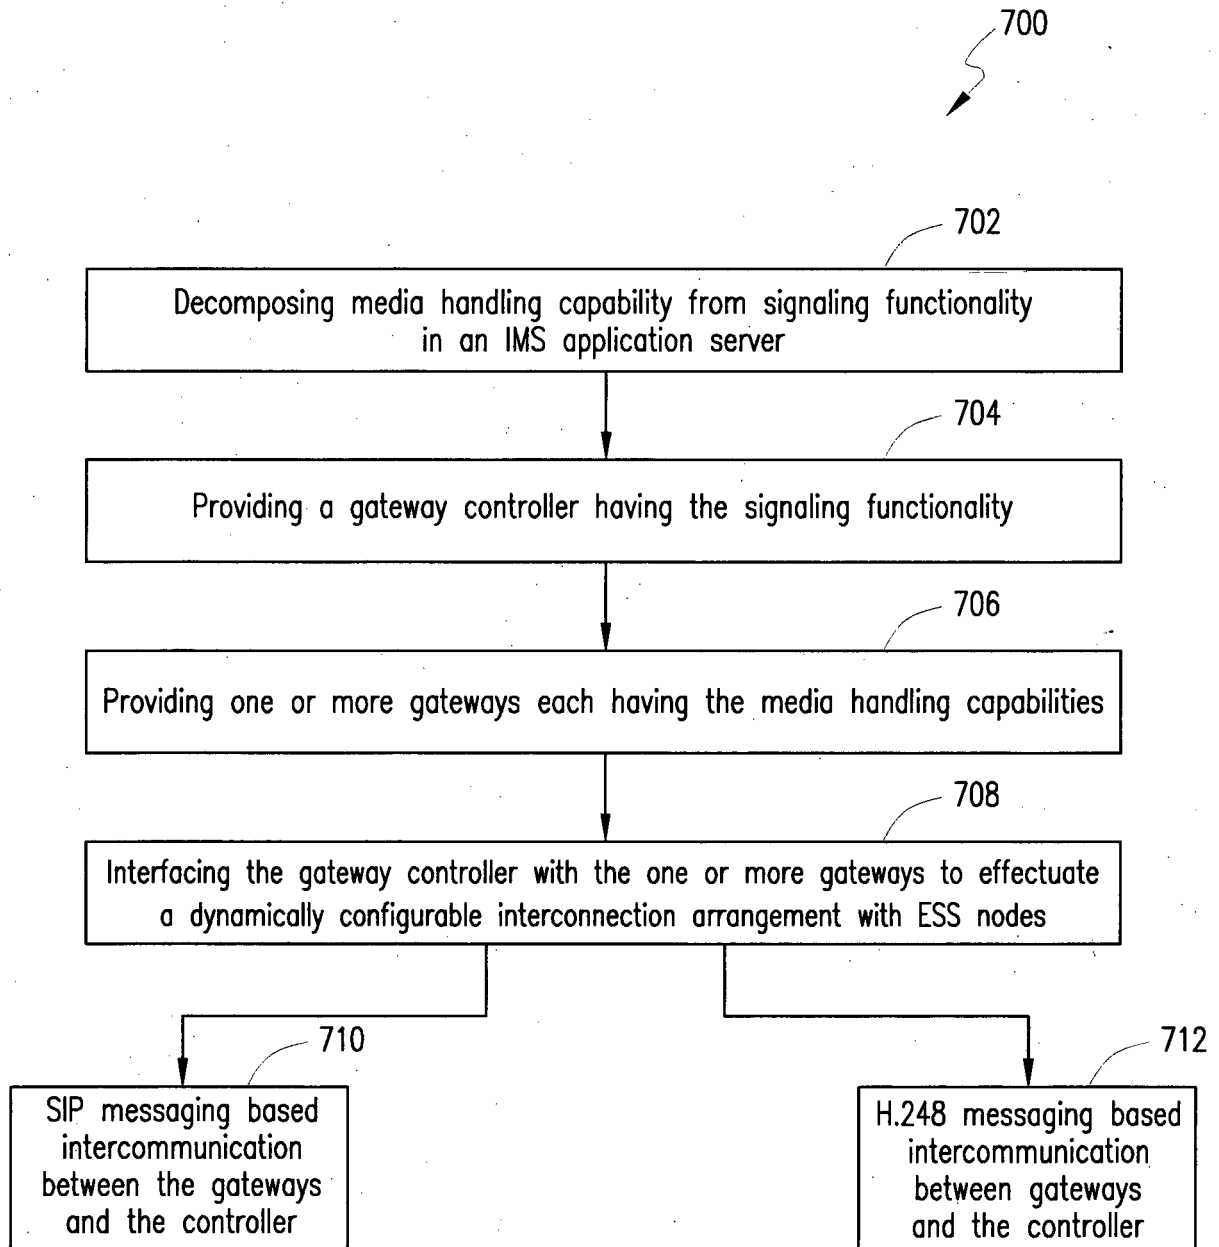 700
702
Decomposing media handling capability from signaling functionality
in an IMS application server
704
Providing a gateway controller having the signaling functionality
706
Providing one or more gateways each having the media handling capabilities
708
Interfacing the gateway controller with the one or more gateways to effectuate
a dynamically configurable interconnection arrangement with ESS nodes
710
SIP messaging based
intercommunication
between the gateways
and the controller
712
H.248 messaging based
intercommunication
between gateways
and the controller